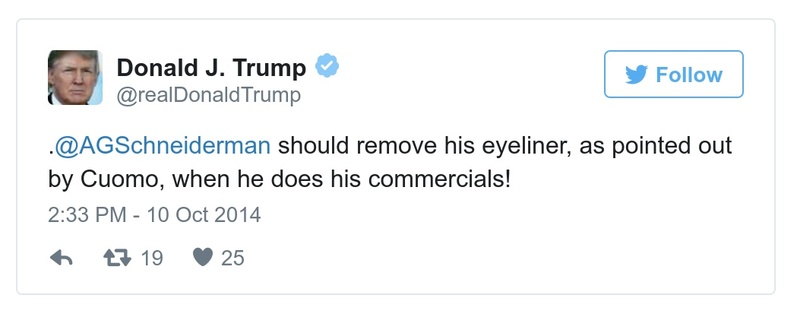 Donald J. Trump
@realDonaldTrump
Follow
.@AGSchneiderman should remove his eyeliner, as pointed out
by Cuomo, when he does his commercials!
2:33 PM - 10 Oct 2014
19 25